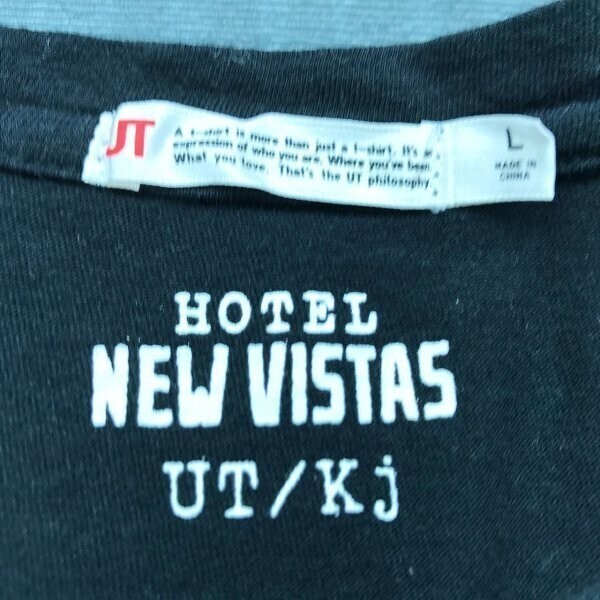 UT
A t-shirt is more than just a t-shirt. It's an
expression of who you are. Where you've been.
What you love. That's the UT philosophy.
L
MADE IN
CHINA
HOTEL
NEW VISTAS
UT/Kj